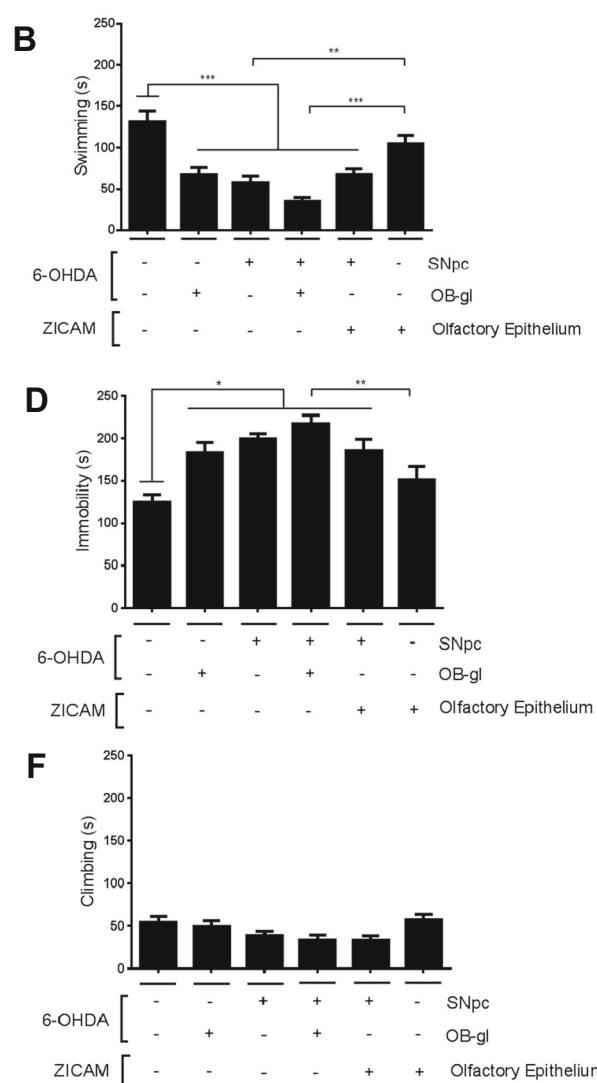 B
Swimming (s)
250
200
150
100
50
0
***
**
***
6-OHDA
- - + + + - SNpc
- + - + - - OB-gl
ZICAM - - - - + + Olfactory Epithelium
D
Immobility (s)
250
200
150
100
50
0
*
**
6-OHDA
- - + + + - SNpc
- + - + - - OB-gl
ZICAM - - - - + + Olfactory Epithelium
F
Climbing (s)
250
200
150
100
50
0
6-OHDA
- - + + + - SNpc
- + - + - - OB-gl
ZICAM - - - - + + Olfactory Epithelium